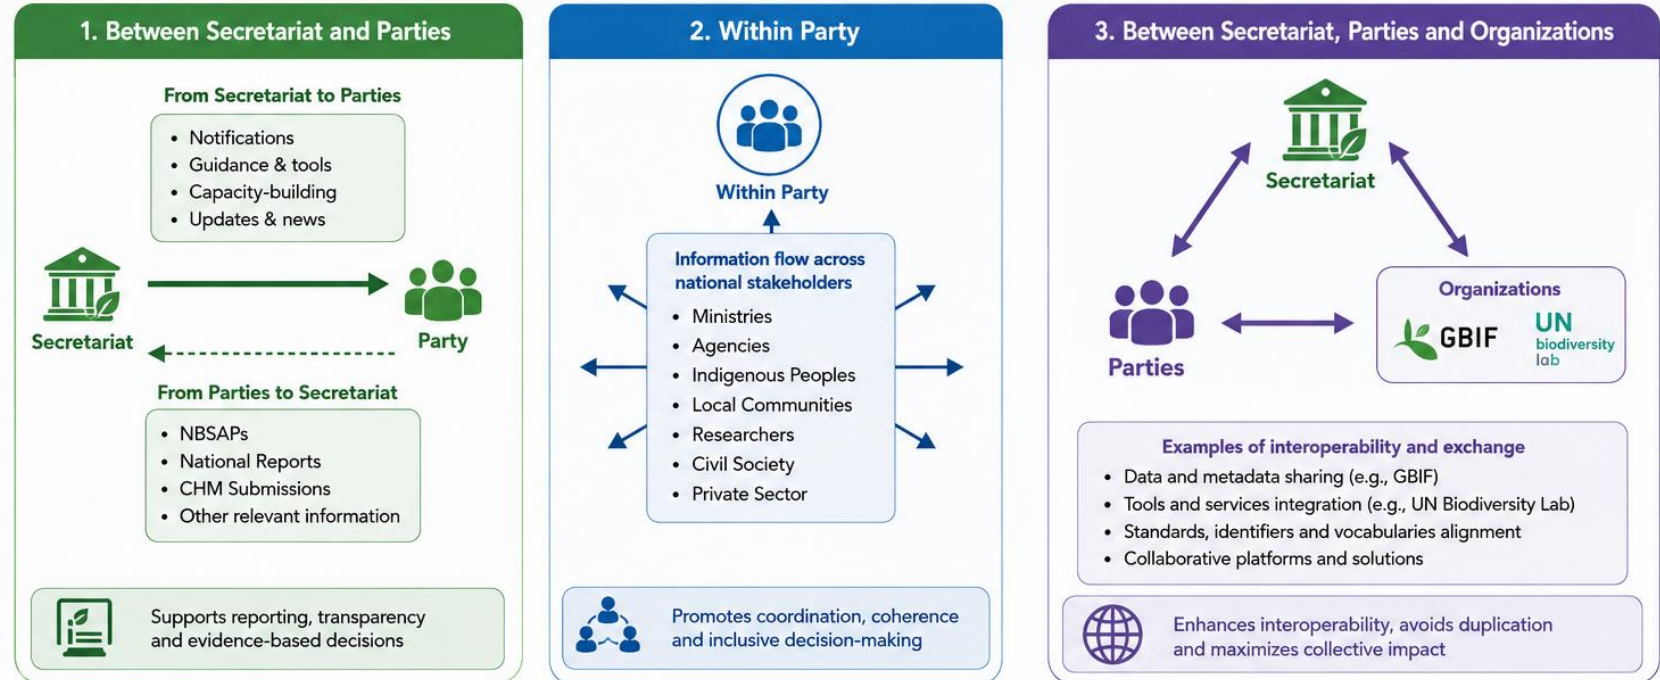 1. Between Secretariat and Parties
From Secretariat to Parties
• Notifications
• Guidance & tools
• Capacity-building
• Updates & news
Secretariat
Party
From Parties to Secretariat
• NBSAPs
• National Reports
• CHM Submissions
• Other relevant information
Supports reporting, transparency
and evidence-based decisions
2. Within Party
Within Party
Information flow across
national stakeholders
• Ministries
• Agencies
• Indigenous Peoples
• Local Communities
• Researchers
• Civil Society
• Private Sector
Promotes coordination, coherence
and inclusive decision-making
3. Between Secretariat, Parties and Organizations
Secretariat
Parties
Organizations
GBIF
UN
biodiversity
lab
Examples of interoperability and exchange
• Data and metadata sharing (e.g., GBIF)
• Tools and services integration (e.g., UN Biodiversity Lab)
• Standards, identifiers and vocabularies alignment
• Collaborative platforms and solutions
Enhances interoperability, avoids duplication
and maximizes collective impact